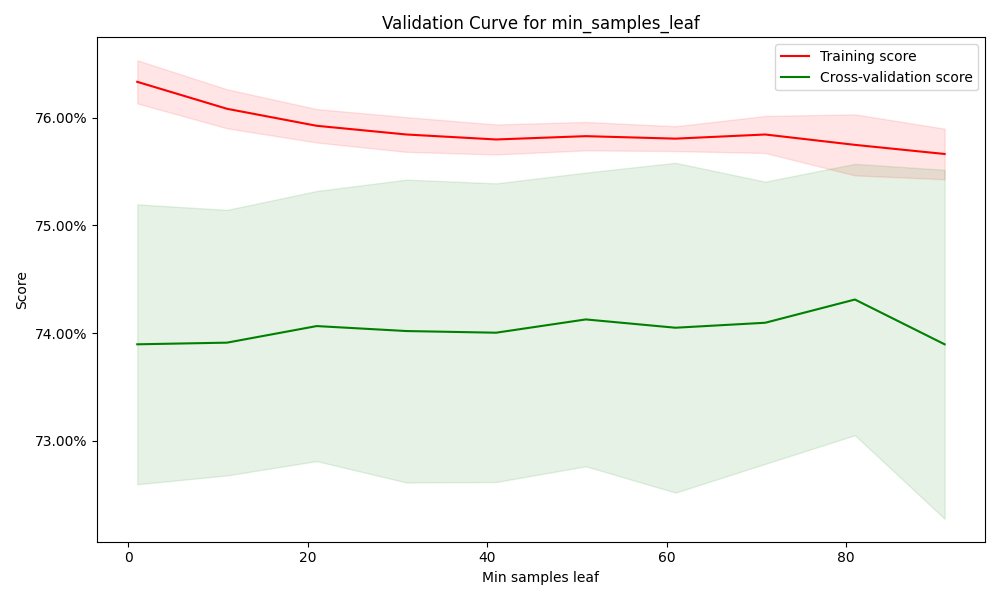 Validation Curve for min_samples_leaf
Training score
Cross-validation score
76.00%
75.00%
74.00%
73.00%
Score
0
20
40
60
80
Min samples leaf